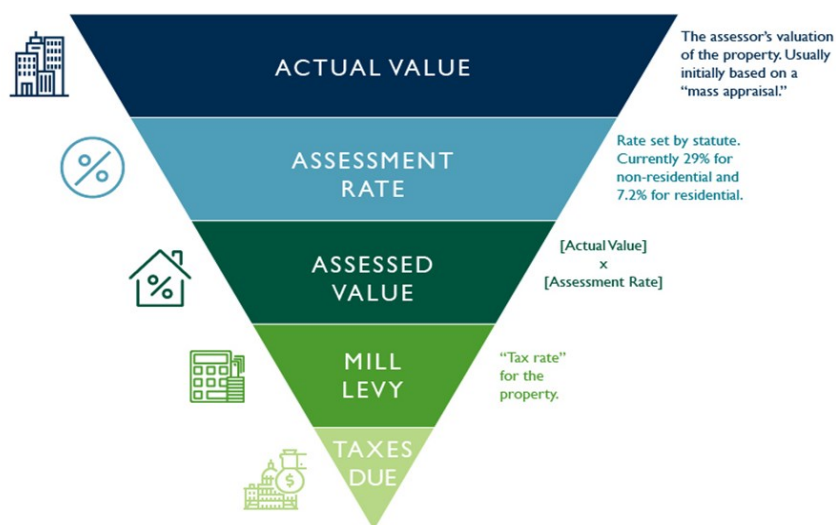 ACTUAL VALUE
The assessor's valuation
of the property. Usually
initially based on a
“mass appraisal.”
ASSESSMENT
RATE
Rate set by statute.
Currently 29% for
non-residential and
7.2% for residential.
ASSESSED
VALUE
[Actual Value]
x
[Assessment Rate]
MILL
LEVY
“Tax rate”
for the
property.
TAXES
DUE